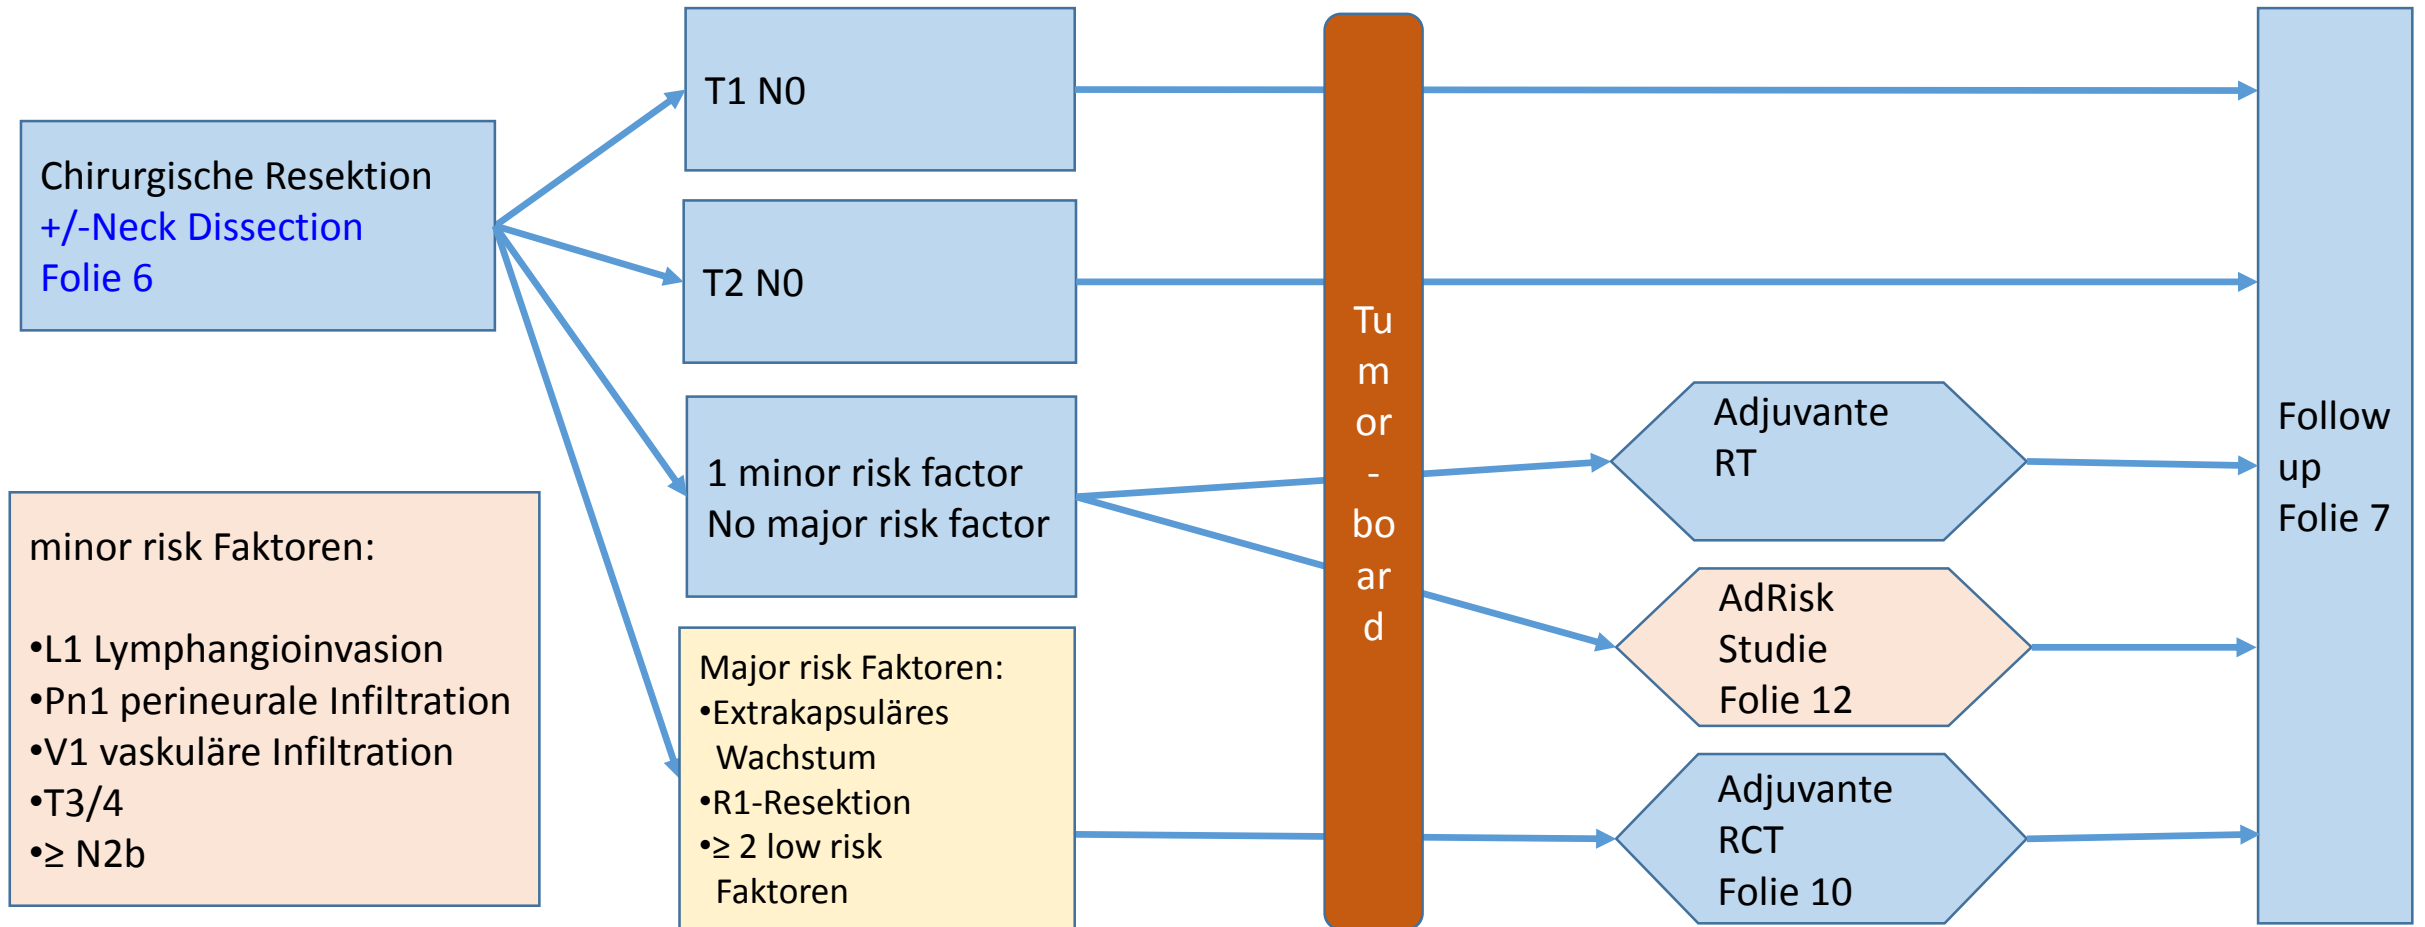 Chirurgische Resektion
+/-Neck Dissection
Folie 6
minor risk Faktoren:
•L1 Lymphangioinvasion
•Pn1 perineurale Infiltration
•V1 vaskuläre Infiltration
•T3/4
•≥ N2b
T1 N0
T2 N0
1 minor risk factor
No major risk factor
Major risk Faktoren:
•Extrakapsuläres
Wachstum
•R1-Resektion
•≥ 2 low risk
Faktoren
Tu
m
or
-
bo
ar
d
Adjuvante
RT
AdRisk
Studie
Folie 12
Adjuvante
RCT
Folie 10
Follow
up
Folie 7